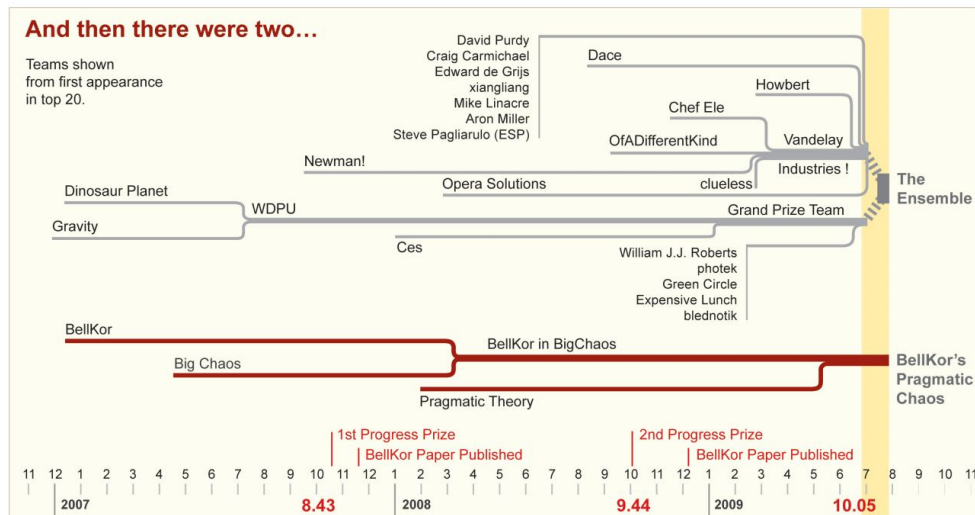 And then there were two…
Teams shown
from first appearance
in top 20.
David Purdy
Craig Carmichael
Edward de Grijs
xiangliang
Mike Linacre
Aron Miller
Steve Pagliarulo (ESP)
Dace
Howbert
Chef Ele
OfADifferentKind
Vandelay
Industries !
Newman!
Opera Solutions
clueless
The
Ensemble
Dinosaur Planet
WDPU
Gravity
Grand Prize Team
Ces
William J.J. Roberts
photek
Green Circle
Expensive Lunch
blednotik
BellKor
BellKor in BigChaos
Big Chaos
Pragmatic Theory
BellKor's
Pragmatic
Chaos
1st Progress Prize
BellKor Paper Published
2nd Progress Prize
BellKor Paper Published
11 12 1 2 3 4 5 6 7 8 9 10 11 12 1 2 3 4 5 6 7 8 9 10 11 12 1 2 3 4 5 6 7 8 9 10 11
2007 8.43 2008 9.44 2009 10.05